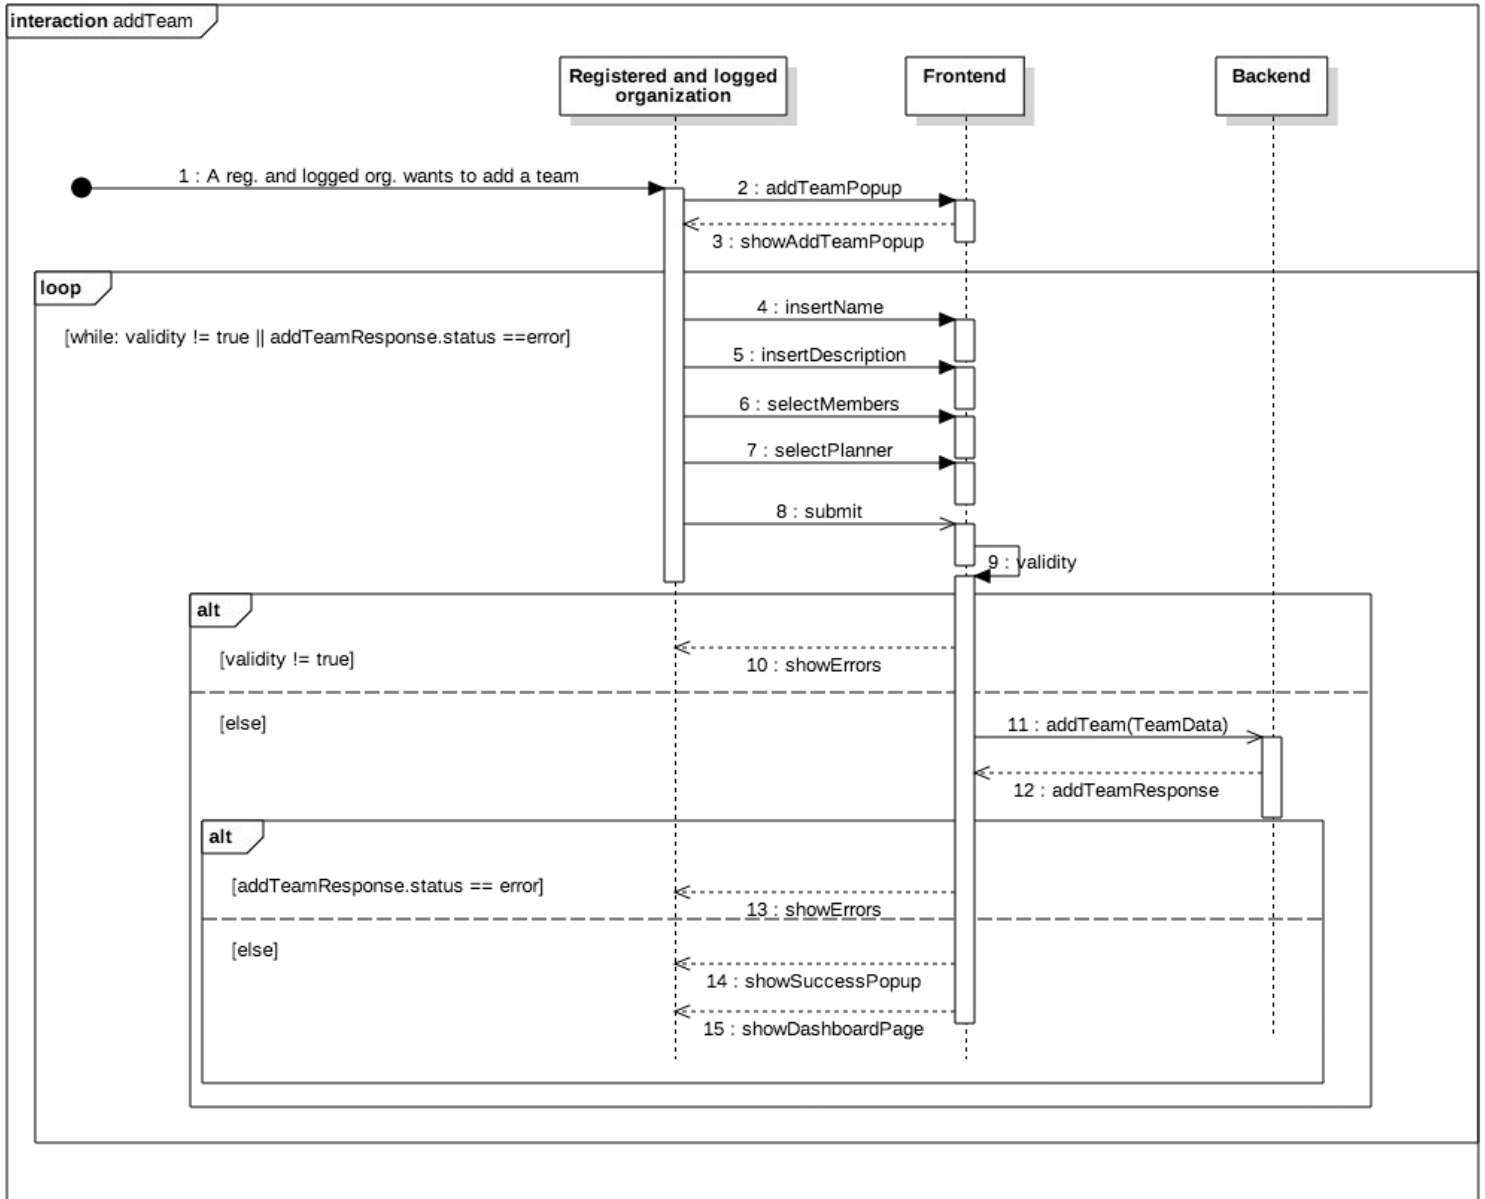 interaction addTeam
Registered and logged
organization
Frontend
Backend
1 : A reg. and logged org. wants to add a team
2 : addTeamPopup
3 : showAddTeamPopup
loop
[while: validity != true || addTeamResponse.status ==error]
4 : insertName
5 : insertDescription
6 : selectMembers
7 : selectPlanner
8 : submit
9 : validity
alt
[validity != true]
10 : showErrors
[else]
11 : addTeam(TeamData)
12 : addTeamResponse
alt
[addTeamResponse.status == error]
13 : showErrors
[else]
14 : showSuccessPopup
15 : showDashboardPage